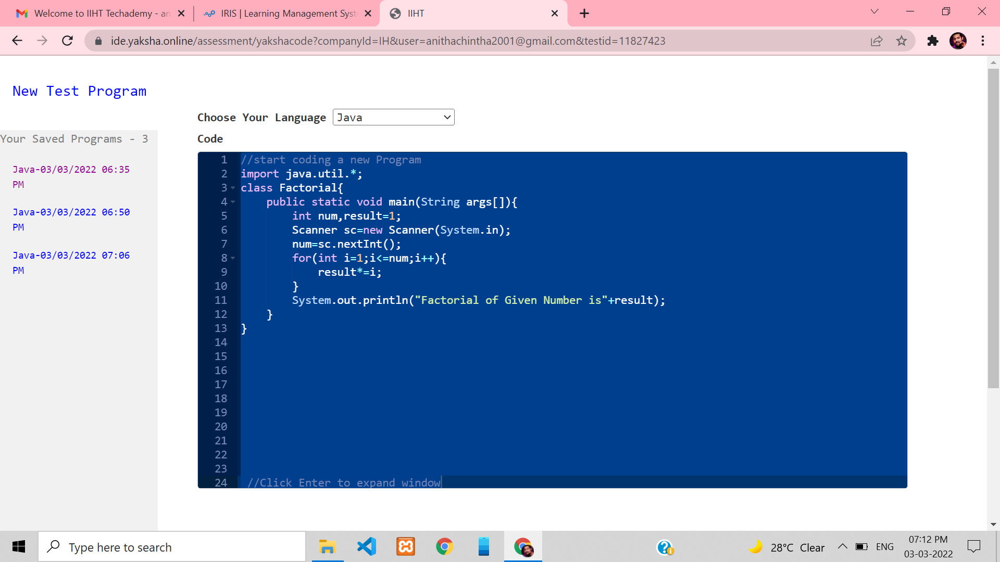 Welcome to IIHT Techademy - an
IRIS | Learning Management Syst
IIHT
ide.yaksha.online/assessment/yakshacode?companyId=IH&user=anithachintha2001@gmail.com&testid=11827423
New Test Program
Choose Your Language Java
Your Saved Programs - 3
Code
Java-03/03/2022 06:35
PM
Java-03/03/2022 06:50
PM
Java-03/03/2022 07:06
PM
1 //start coding a new Program
2 import java.util.*;
3 class Factorial{
4     public static void main(String args[]){
5         int num,result=1;
6         Scanner sc=new Scanner(System.in);
7         num=sc.nextInt();
8         for(int i=1;i<=num;i++){
9             result*=i;
10         }
11         System.out.println("Factorial of Given Number is"+result);
12     }
13 }
14
15
16
17
18
19
20
21
22
23
24  //Click Enter to expand window
Type here to search
28°C Clear
ENG
07:12 PM
03-03-2022